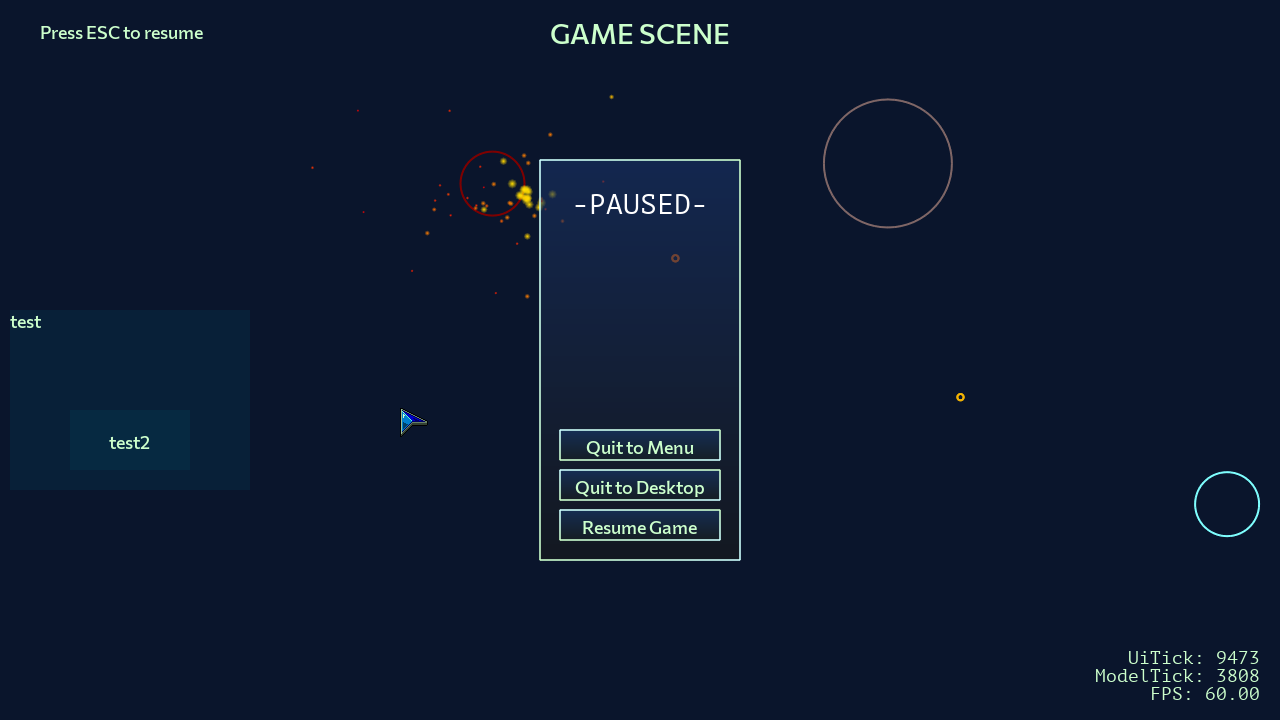 Press ESC to resume
GAME SCENE
-PAUSED-
test
test2
Quit to Menu
Quit to Desktop
Resume Game
UiTick: 9473
ModelTick: 3808
FPS: 60.00